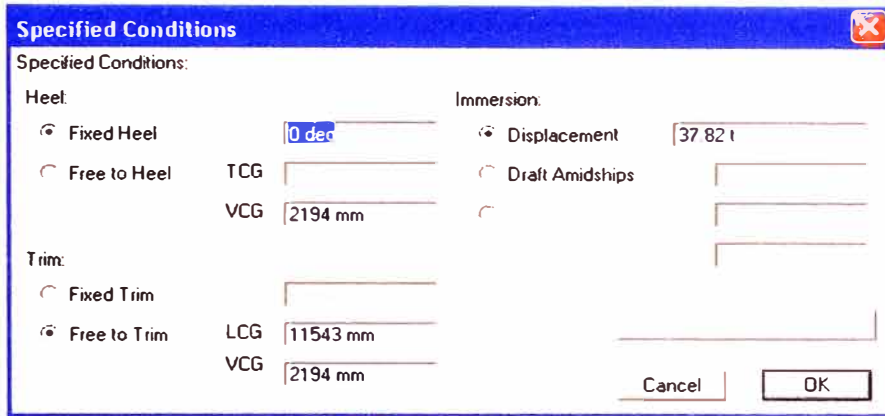 Specified Conditions
Specified Conditions:
Heel:
Fixed Heel
0 deg
Free to Heel
TCG
VCG
2194 mm
Trim:
Fixed Trim
Free to Trim
LCG
11543 mm
VCG
2194 mm
Immersion:
Displacement
37.82 t
Draft Amidships
Cancel
OK